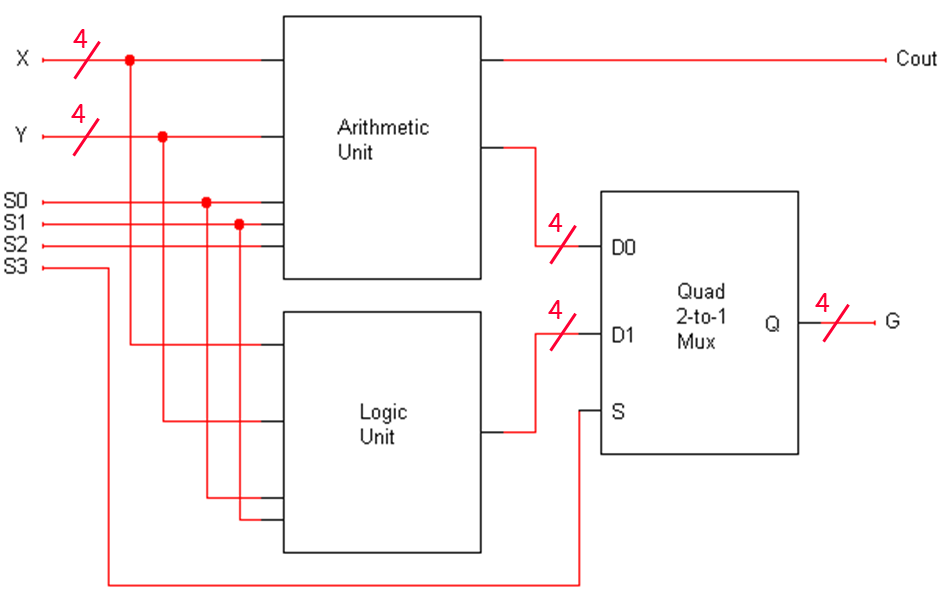 4
X
Cout
4
Y
Arithmetic
Unit
S0
S1
S2
S3
4
D0
Quad
2-to-1
Mux
4
D1
Q
4
G
S
Logic
Unit